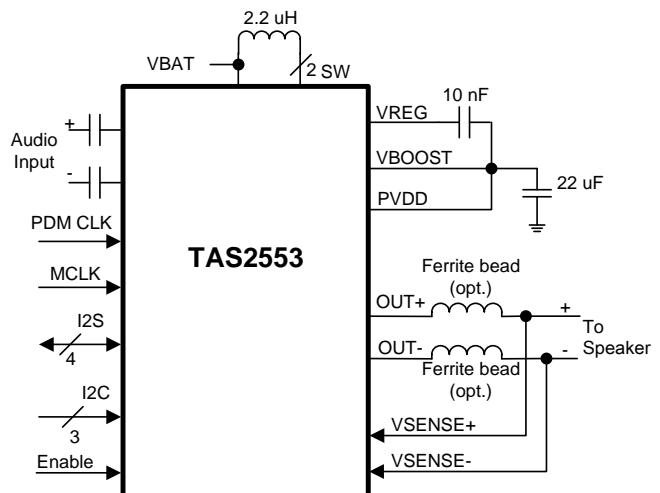 2.2 uH
VBAT
2 SW
10 nF
VREG
+
Audio
Input
-
VBOOST
22 uF
PVDD
PDM CLK
TAS2553
MCLK
Ferrite bead
(opt.)
OUT+
+
I2S
4
To
Speaker
OUT-
-
Ferrite bead
(opt.)
I2C
3
VSENSE+
Enable
VSENSE-